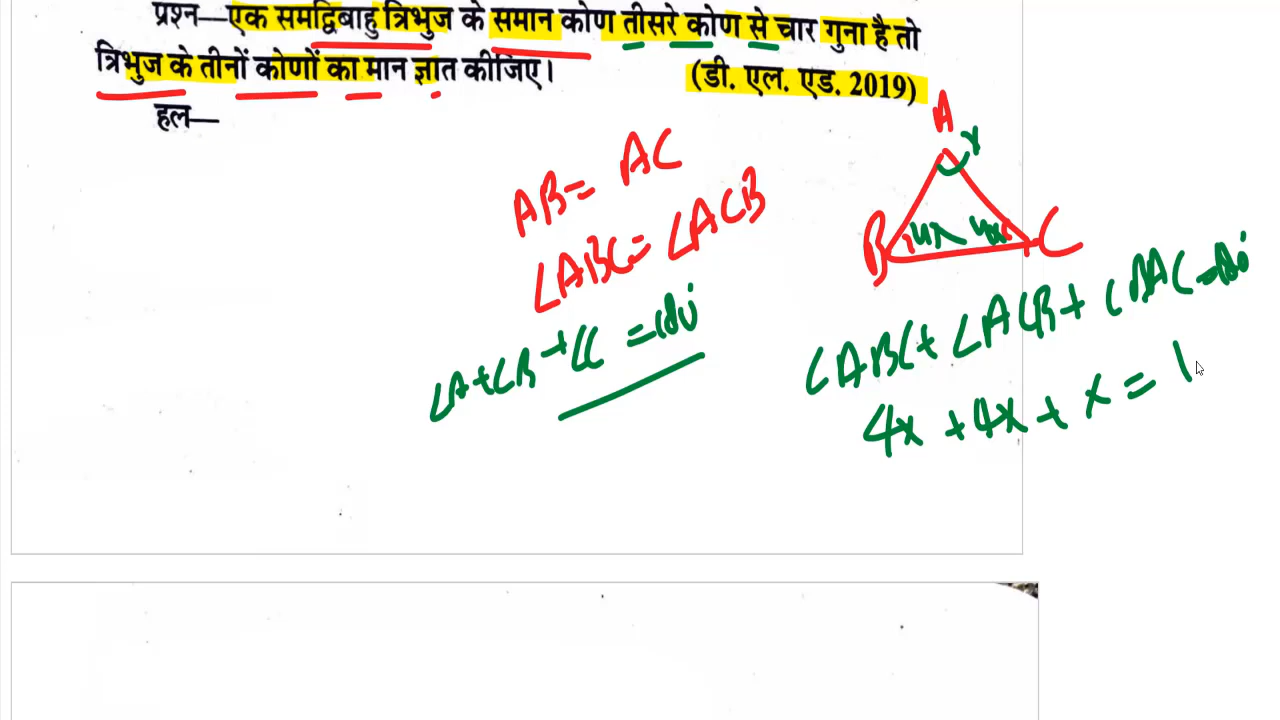 प्रश्न—एक समद्विबाहु त्रिभुज के समान कोण तीसरे कोण से चार गुना है तो
त्रिभुज के तीनों कोणों का मान ज्ञात कीजिए। (डी. एल. एड. 2019)
हल—
A
x
B 4x 4x C
AB = AC
∠ABC = ∠ACB
∠A+∠B+∠C = 180°
∠ABC+ ∠ACB+ ∠BAC = 180°
4x + 4x + x = 1